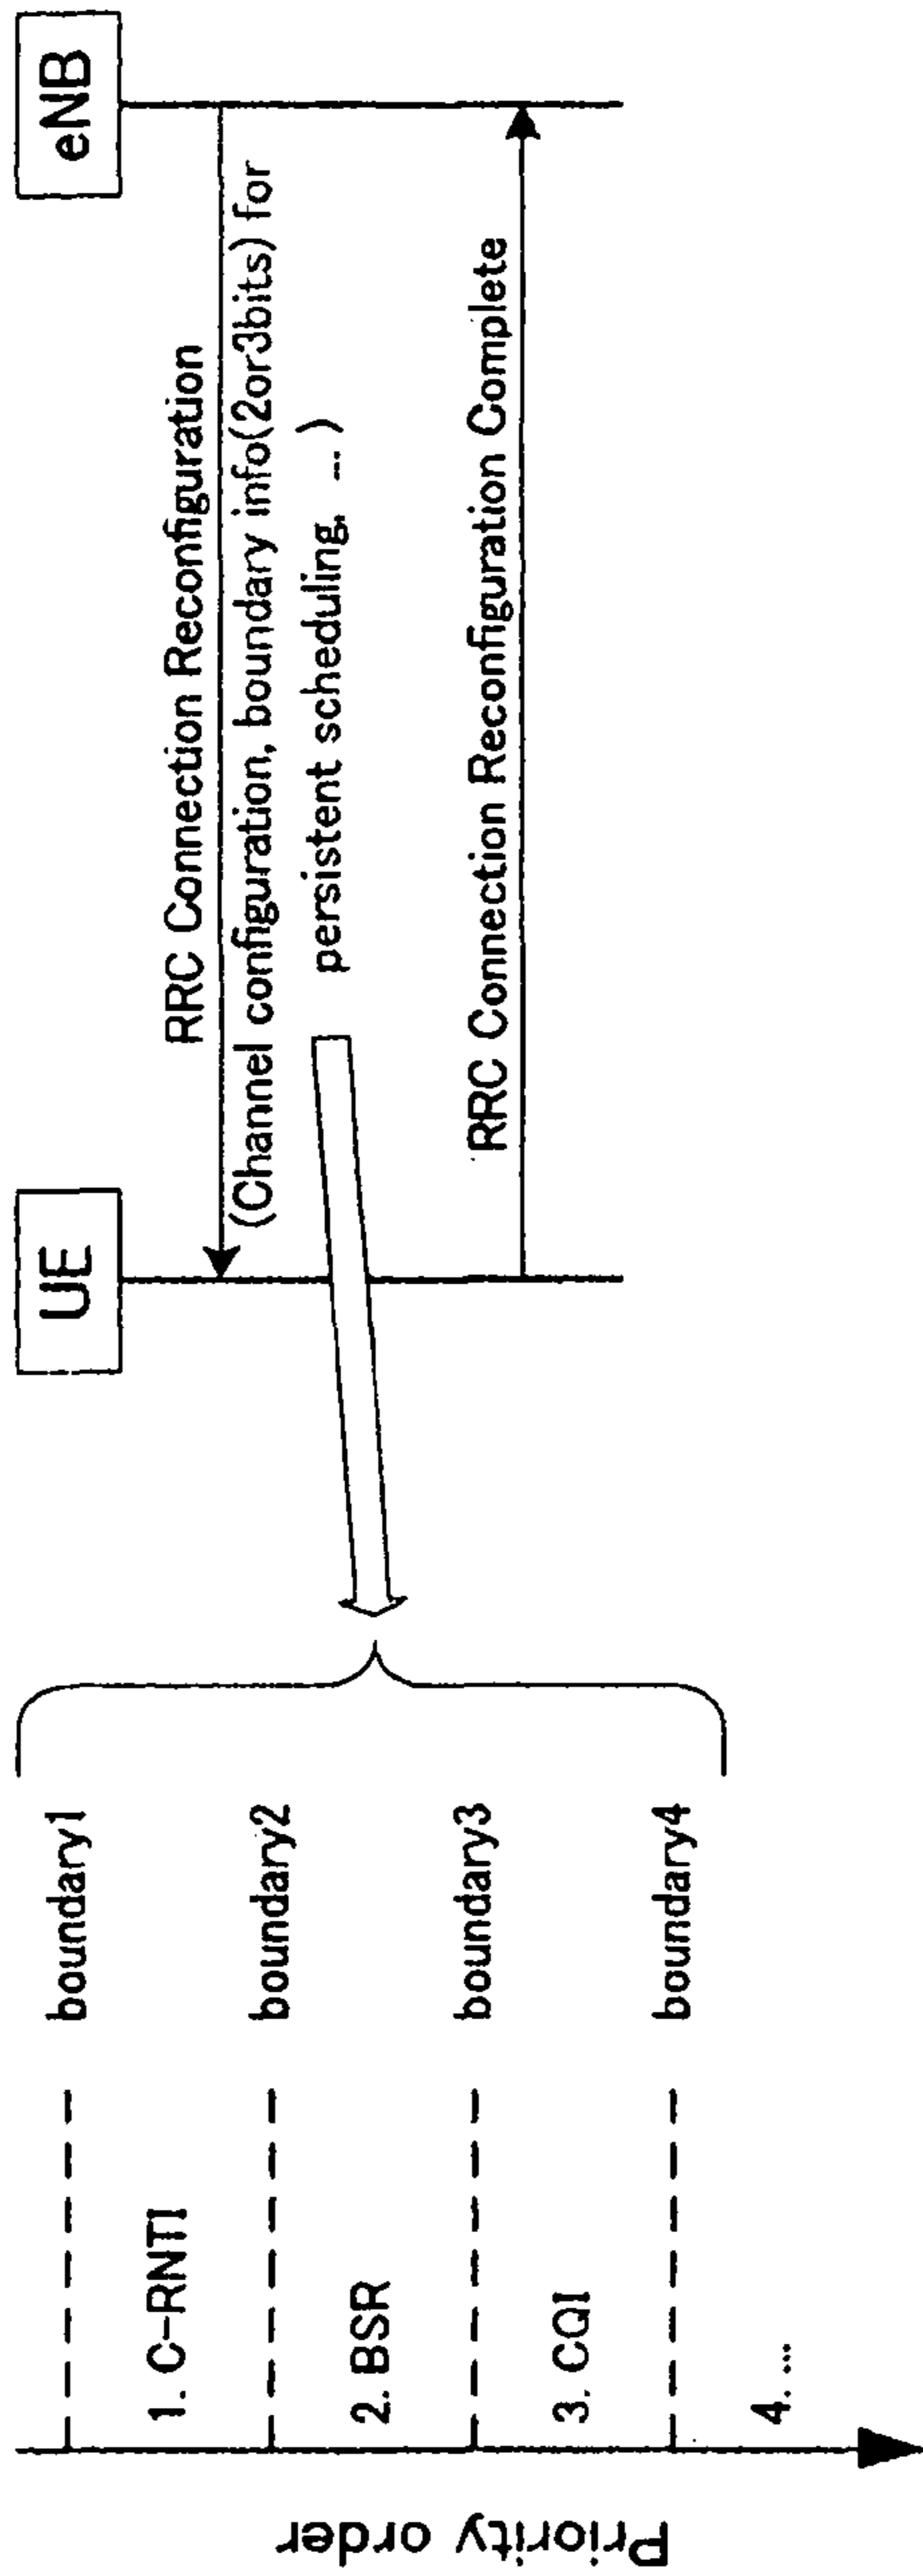 UE
eNB
RRC Connection Reconfiguration
(Channel configuration, boundary info(2or3bits) for
persistent scheduling, ... )
RRC Connection Reconfiguration Complete
Priority order
boundary1
1. C-RNTI
boundary2
2. BSR
boundary3
3. CQI
boundary4
4. ...